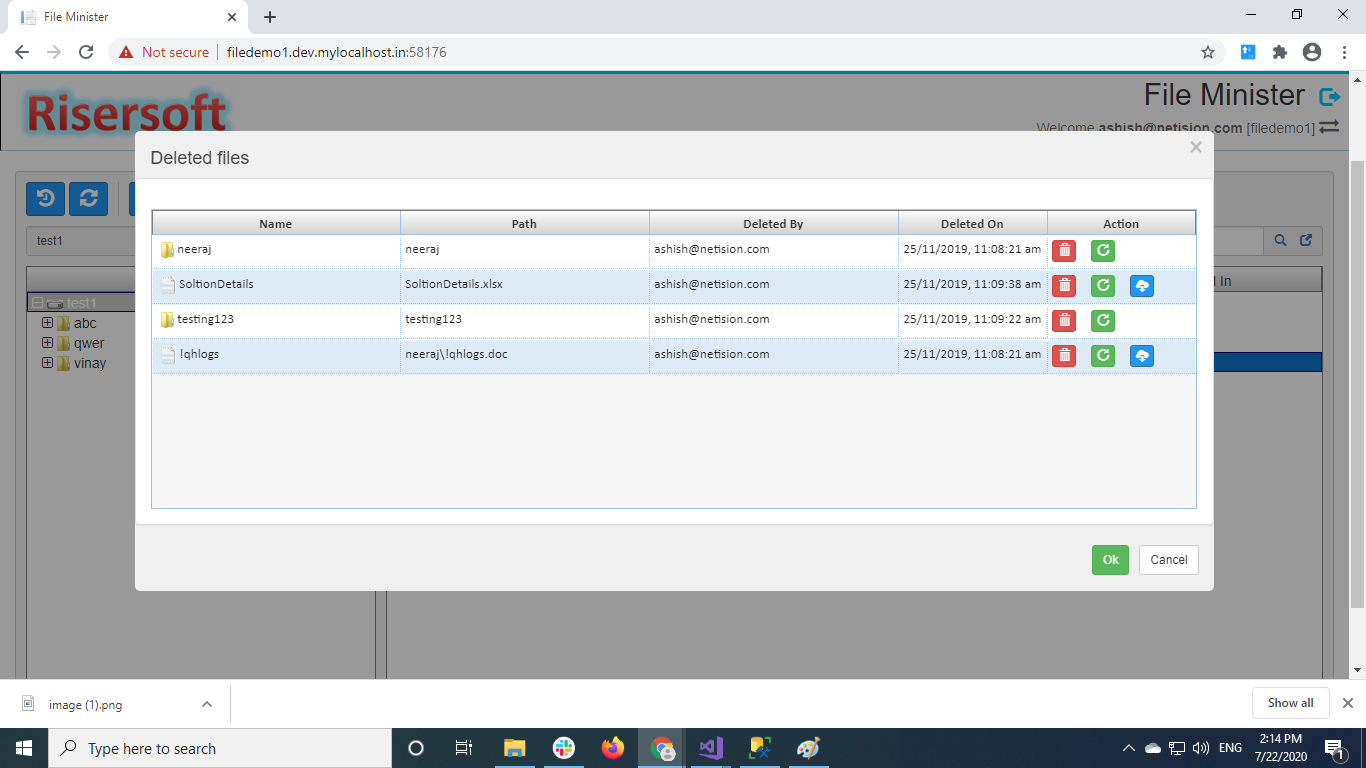 File Minister
Not secure
filedemo1.dev.mylocalhost.in:58176
Risersoft
File Minister
Welcome ashish@netision.com [filedemo1]
Deleted files
test1
Name Path Deleted By Deleted On Action
neeraj neeraj ashish@netision.com 25/11/2019, 11:08:21 am
SoltionDetails SoltionDetails.xlsx ashish@netision.com 25/11/2019, 11:09:38 am
testing123 testing123 ashish@netision.com 25/11/2019, 11:09:22 am
!qhlogs neeraj\!qhlogs.doc ashish@netision.com 25/11/2019, 11:08:21 am
In
test1
abc
qwer
vinay
Ok
Cancel
image (1).png
Show all
Type here to search
ENG
2:14 PM
7/22/2020
1